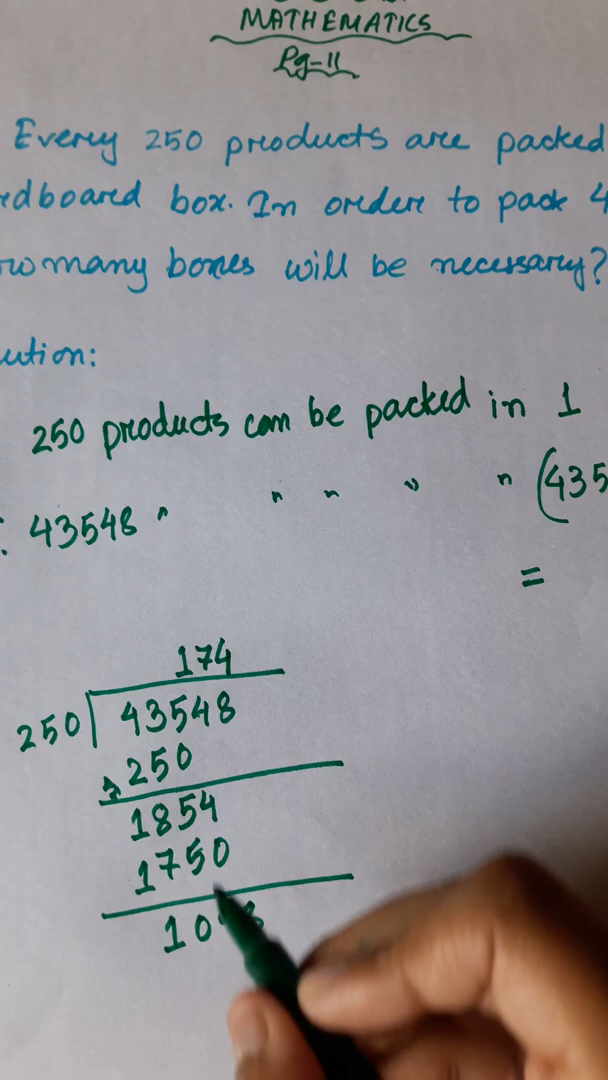 MATHEMATICS
Pg-11
Every 250 products are packed
rdboard box. In order to pack 4
ow many boxes will be necessary?
ution:
250 products can be packed in 1
: 43548 " " " " " (435
=
174
250 43548
250
1854
1750
10